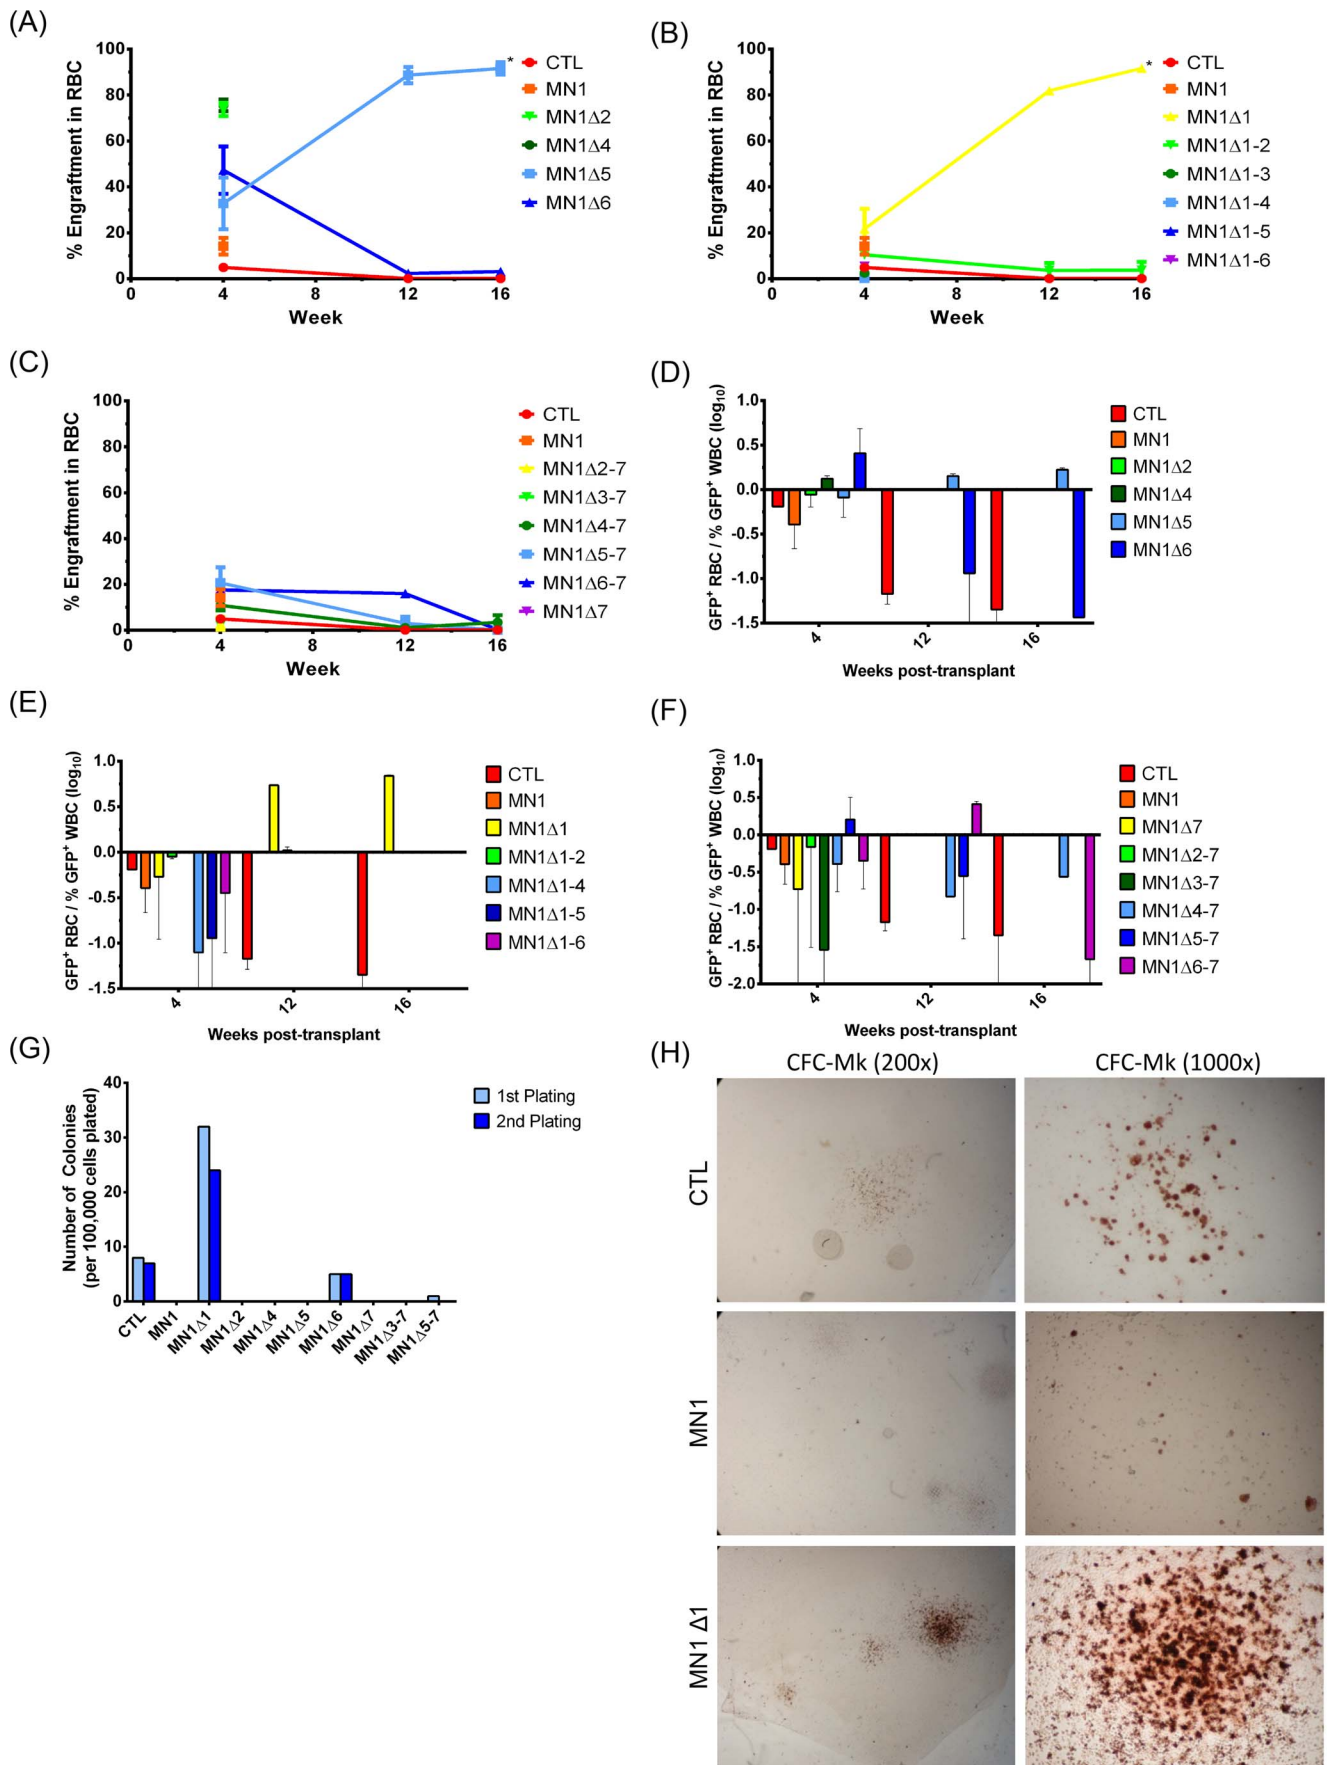 (A)
% Engraftment in RBC
100
80
60
40
20
0
0 4 8 12 16
Week
*
CTL
MN1
MN1Δ2
MN1Δ4
MN1Δ5
MN1Δ6
(B)
% Engraftment in RBC
100
80
60
40
20
0
0 4 8 12 16
Week
*
CTL
MN1
MN1Δ1
MN1Δ1-2
MN1Δ1-3
MN1Δ1-4
MN1Δ1-5
MN1Δ1-6
(C)
% Engraftment in RBC
100
80
60
40
20
0
0 4 8 12 16
Week
CTL
MN1
MN1Δ2-7
MN1Δ3-7
MN1Δ4-7
MN1Δ5-7
MN1Δ6-7
MN1Δ7
(D)
GFP⁺ RBC / % GFP⁺ WBC (log₁₀)
1.0
0.5
0.0
-0.5
-1.0
-1.5
4 12 16
Weeks post-transplant
CTL
MN1
MN1Δ2
MN1Δ4
MN1Δ5
MN1Δ6
(E)
GFP⁺ RBC / % GFP⁺ WBC (log₁₀)
1.0
0.5
0.0
-0.5
-1.0
-1.5
4 12 16
Weeks post-transplant
CTL
MN1
MN1Δ1
MN1Δ1-2
MN1Δ1-4
MN1Δ1-5
MN1Δ1-6
(F)
GFP⁺ RBC / % GFP⁺ WBC (log₁₀)
1.0
0.5
0.0
-0.5
-1.0
-1.5
-2.0
4 12 16
Weeks post-transplant
CTL
MN1
MN1Δ7
MN1Δ2-7
MN1Δ3-7
MN1Δ4-7
MN1Δ5-7
MN1Δ6-7
(G)
Number of Colonies
(per 100,000 cells plated)
40
30
20
10
0
CTL MN1 MN1Δ1 MN1Δ2 MN1Δ4 MN1Δ5 MN1Δ6 MN1Δ7 MN1Δ3-7 MN1Δ5-7
1st Plating
2nd Plating
(H)
CFC-Mk (200x) CFC-Mk (1000x)
CTL
MN1
MN1 Δ1